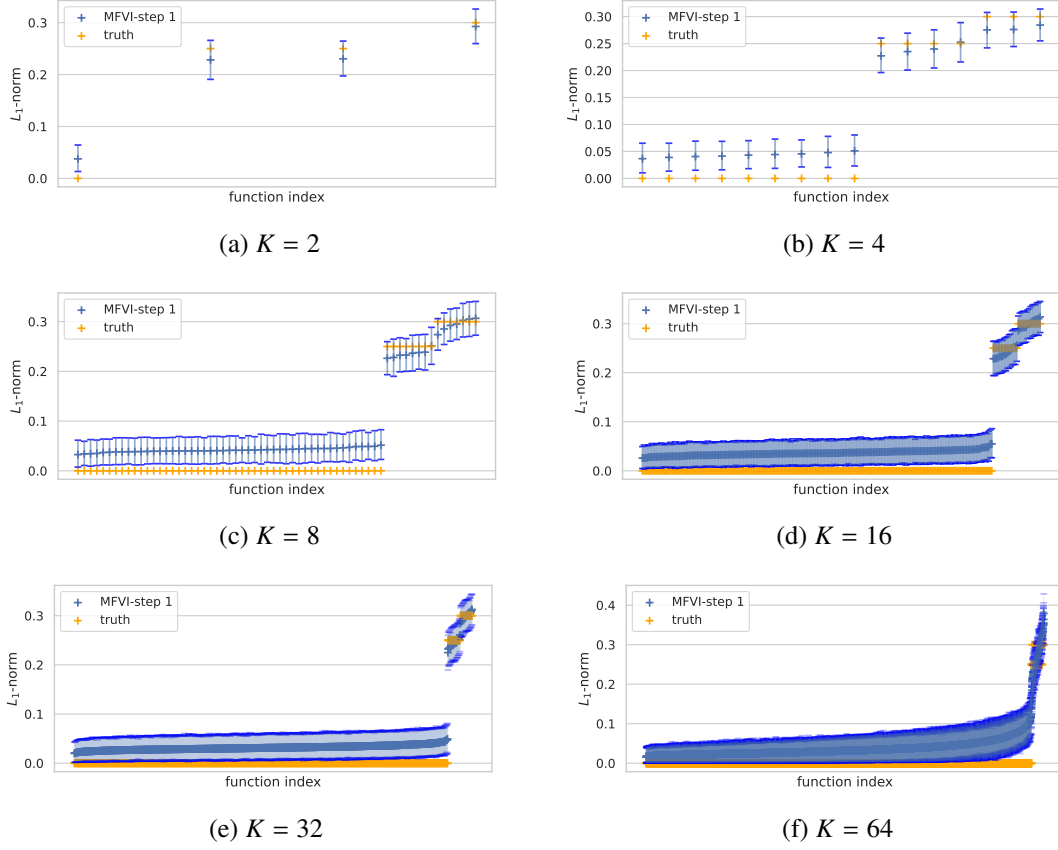 MFVI-step 1
truth
0.3
0.2
0.1
0.0
L₁-norm
function index
(a) K = 2
MFVI-step 1
truth
0.30
0.25
0.20
0.15
0.10
0.05
0.00
L₁-norm
function index
(b) K = 4
MFVI-step 1
truth
0.3
0.2
0.1
0.0
L₁-norm
function index
(c) K = 8
MFVI-step 1
truth
0.3
0.2
0.1
0.0
L₁-norm
function index
(d) K = 16
MFVI-step 1
truth
0.3
0.2
0.1
0.0
L₁-norm
function index
(e) K = 32
MFVI-step 1
truth
0.4
0.3
0.2
0.1
0.0
L₁-norm
function index
(f) K = 64